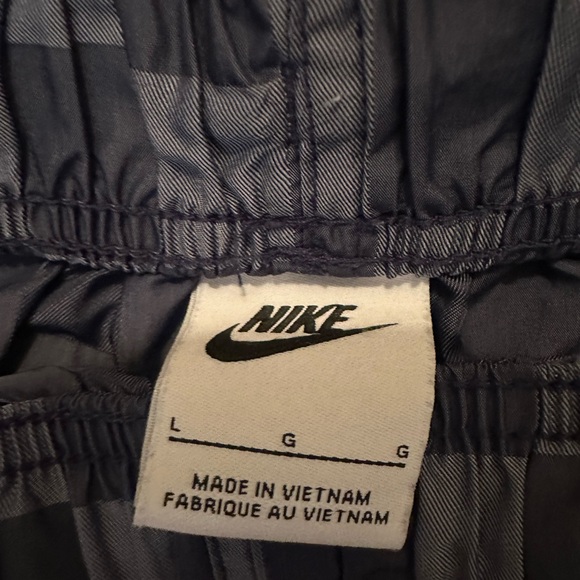 NIKE
L G G
MADE IN VIETNAM
FABRIQUE AU VIETNAM